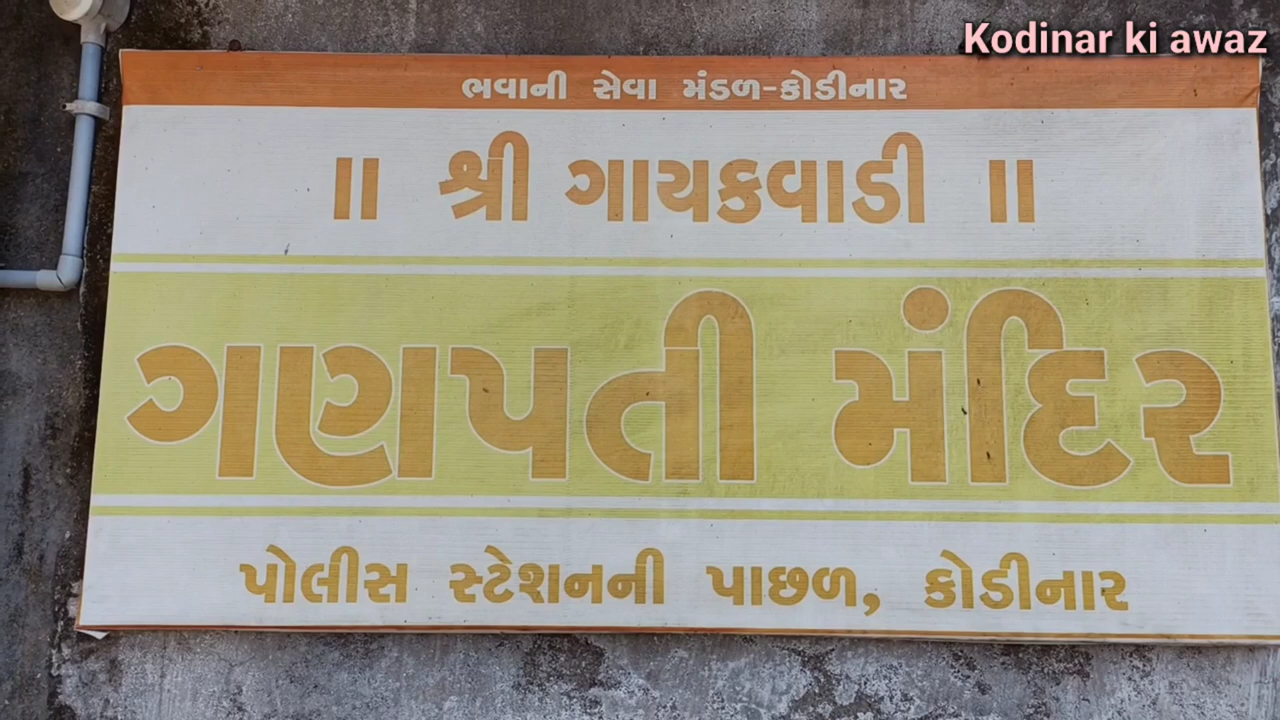 Kodinar ki awaz
ભવાની સેવા મંડળ-કોડીનાર
॥ શ્રી ગાયકવાડી ॥
ગણપતી મંદિર
પોલીસ સ્ટેશનની પાછળ, કોડીનાર